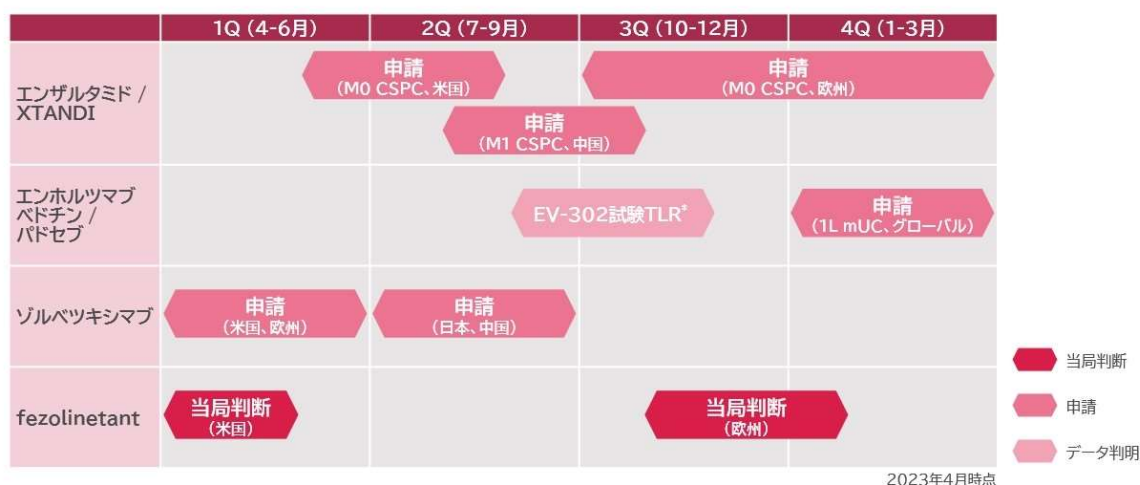 1Q (4-6月)
2Q (7-9月)
3Q (10-12月)
4Q (1-3月)
エンザルタミド /
XTANDI
申請
(M0 CSPC、米国)
申請
(M0 CSPC、欧州)
申請
(M1 CSPC、中国)
エンホルツマブ
ベドチン /
パドセブ
EV-302試験TLR‡
申請
(1L mUC、グローバル)
ゾルベツキシマブ
申請
(米国、欧州)
申請
(日本、中国)
fezolinetant
当局判断
(米国)
当局判断
(欧州)
当局判断
申請
データ判明
2023年4月時点